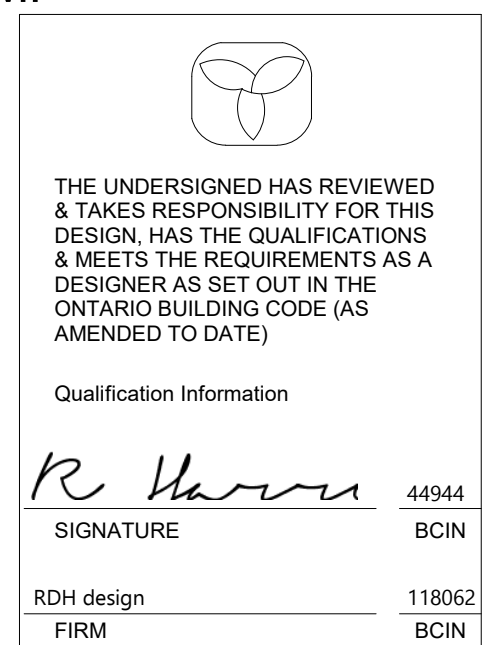 THE UNDERSIGNED HAS REVIEWED
& TAKES RESPONSIBILITY FOR THIS
DESIGN, HAS THE QUALIFICATIONS
& MEETS THE REQUIREMENTS AS A
DESIGNER AS SET OUT IN THE
ONTARIO BUILDING CODE (AS
AMENDED TO DATE)
Qualification Information
44944
SIGNATURE BCIN
RDH design 118062
FIRM BCIN